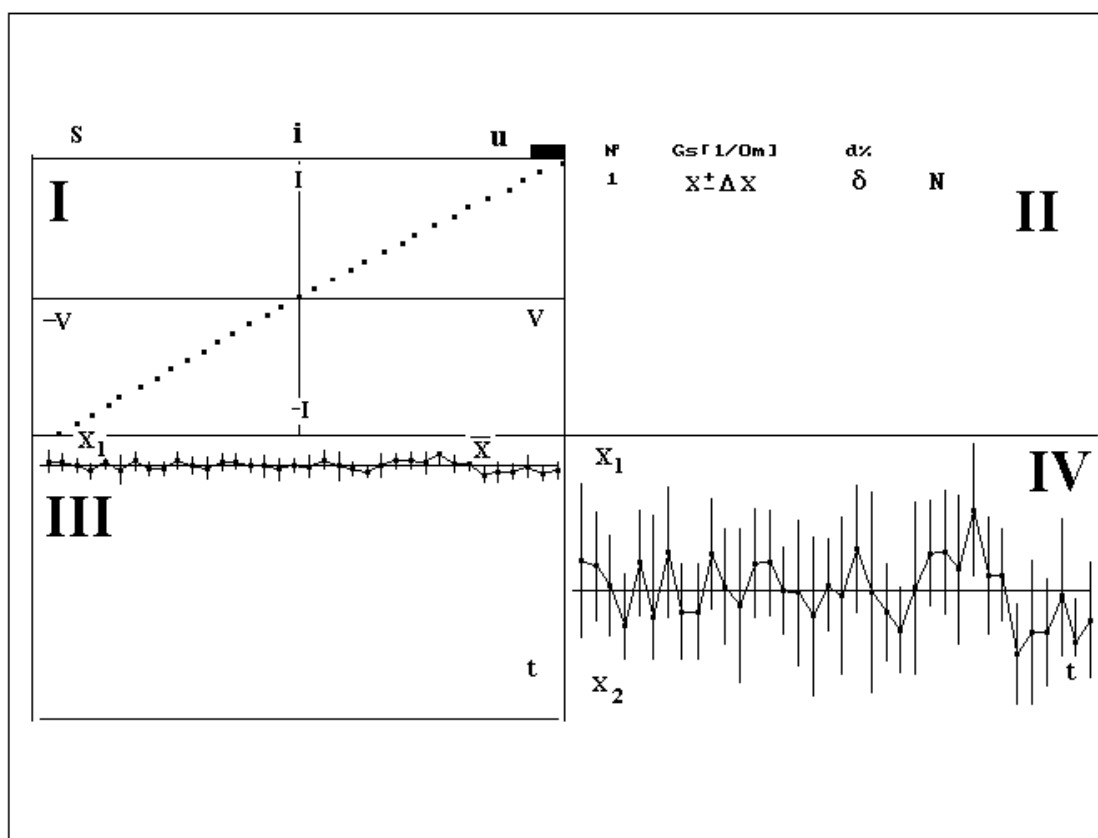 s i u
№ Gs[1/Om] d%
I I 1 X±ΔX δ N II
-V V
-I
X₁ X̅ X₁ IV
III
t t
X₂